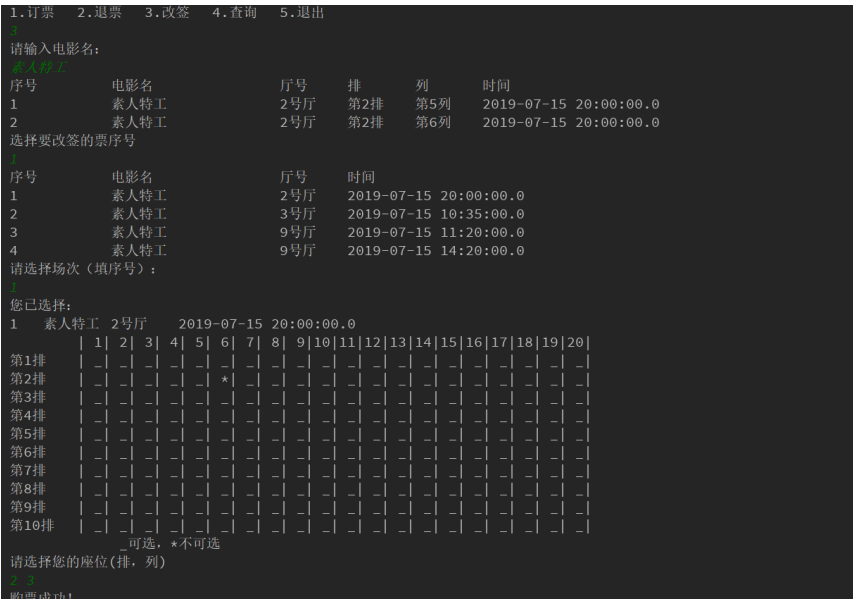 1.订票 2.退票 3.改签 4.查询 5.退出
3
请输入电影名:
素人特工
序号 电影名 厅号 排 列 时间
1 素人特工 2号厅 第2排 第5列 2019-07-15 20:00:00.0
2 素人特工 2号厅 第2排 第6列 2019-07-15 20:00:00.0
选择要改签的票序号
1
序号 电影名 厅号 时间
1 素人特工 2号厅 2019-07-15 20:00:00.0
2 素人特工 3号厅 2019-07-15 10:35:00.0
3 素人特工 9号厅 2019-07-15 11:20:00.0
4 素人特工 9号厅 2019-07-15 14:20:00.0
请选择场次（填序号）:
1
您已选择:
1 素人特工 2号厅 2019-07-15 20:00:00.0
| 1| 2| 3| 4| 5| 6| 7| 8| 9|10|11|12|13|14|15|16|17|18|19|20|
第1排 | _| _| _| _| _| _| _| _| _| _| _| _| _| _| _| _| _| _| _| _|
第2排 | _| _| _| _| _| *| _| _| _| _| _| _| _| _| _| _| _| _| _| _|
第3排 | _| _| _| _| _| _| _| _| _| _| _| _| _| _| _| _| _| _| _| _|
第4排 | _| _| _| _| _| _| _| _| _| _| _| _| _| _| _| _| _| _| _| _|
第5排 | _| _| _| _| _| _| _| _| _| _| _| _| _| _| _| _| _| _| _| _|
第6排 | _| _| _| _| _| _| _| _| _| _| _| _| _| _| _| _| _| _| _| _|
第7排 | _| _| _| _| _| _| _| _| _| _| _| _| _| _| _| _| _| _| _| _|
第8排 | _| _| _| _| _| _| _| _| _| _| _| _| _| _| _| _| _| _| _| _|
第9排 | _| _| _| _| _| _| _| _| _| _| _| _| _| _| _| _| _| _| _| _|
第10排 | _| _| _| _| _| _| _| _| _| _| _| _| _| _| _| _| _| _| _| _|
_可选，*不可选
请选择您的座位(排，列)
2 3
购票成功!